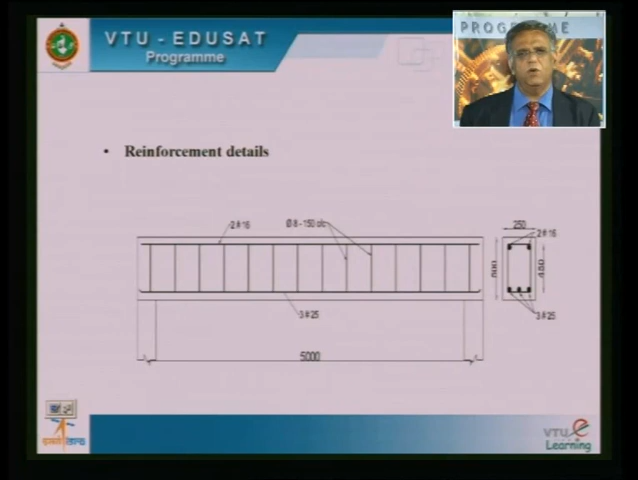 VTU - EDUSAT
Programme
PROGRAMME
• Reinforcement details
2#16
Ø8-150 c/c
3#25
5000
250
2#16
500
450
3#25
VTU e
Learning